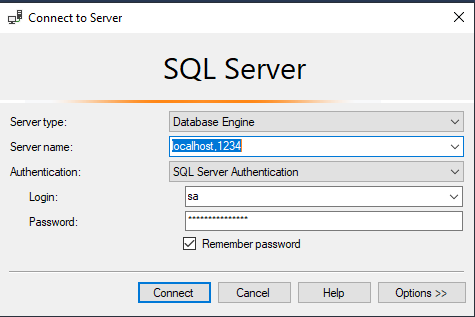 Connect to Server
SQL Server
Server type: Database Engine
Server name: localhost,1234
Authentication: SQL Server Authentication
Login: sa
Password: ***************
Remember password
Connect Cancel Help Options >>